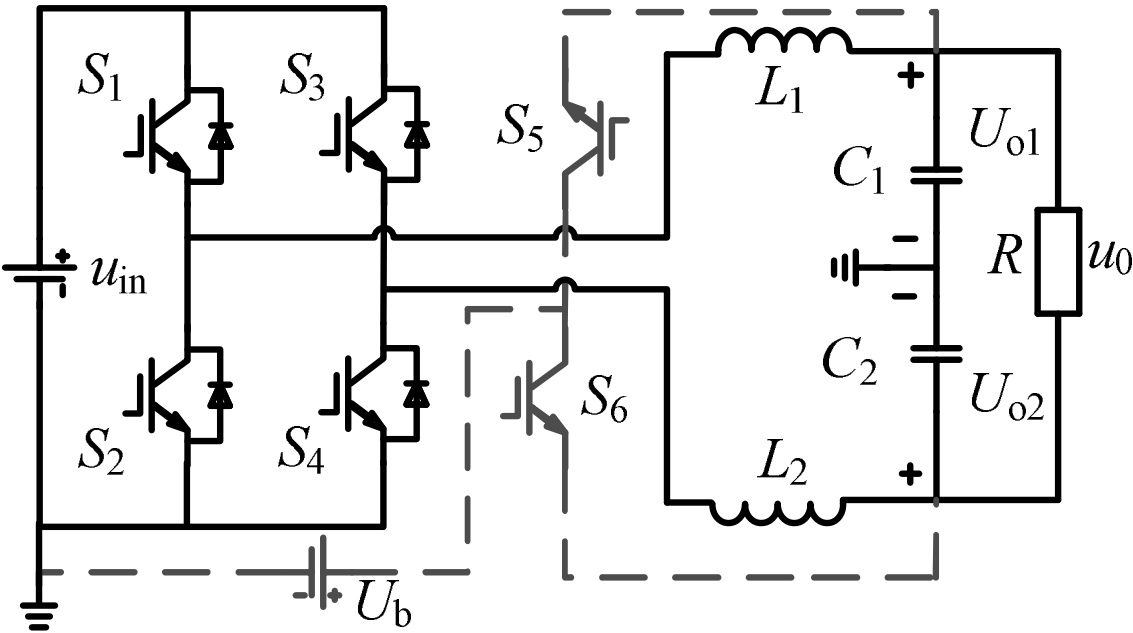 S1
S3
S5
L1
+
Uo1
C1
+
uin
−
−
R
u0
C2
S6
Uo2
S2
S4
L2
+
− + Ub